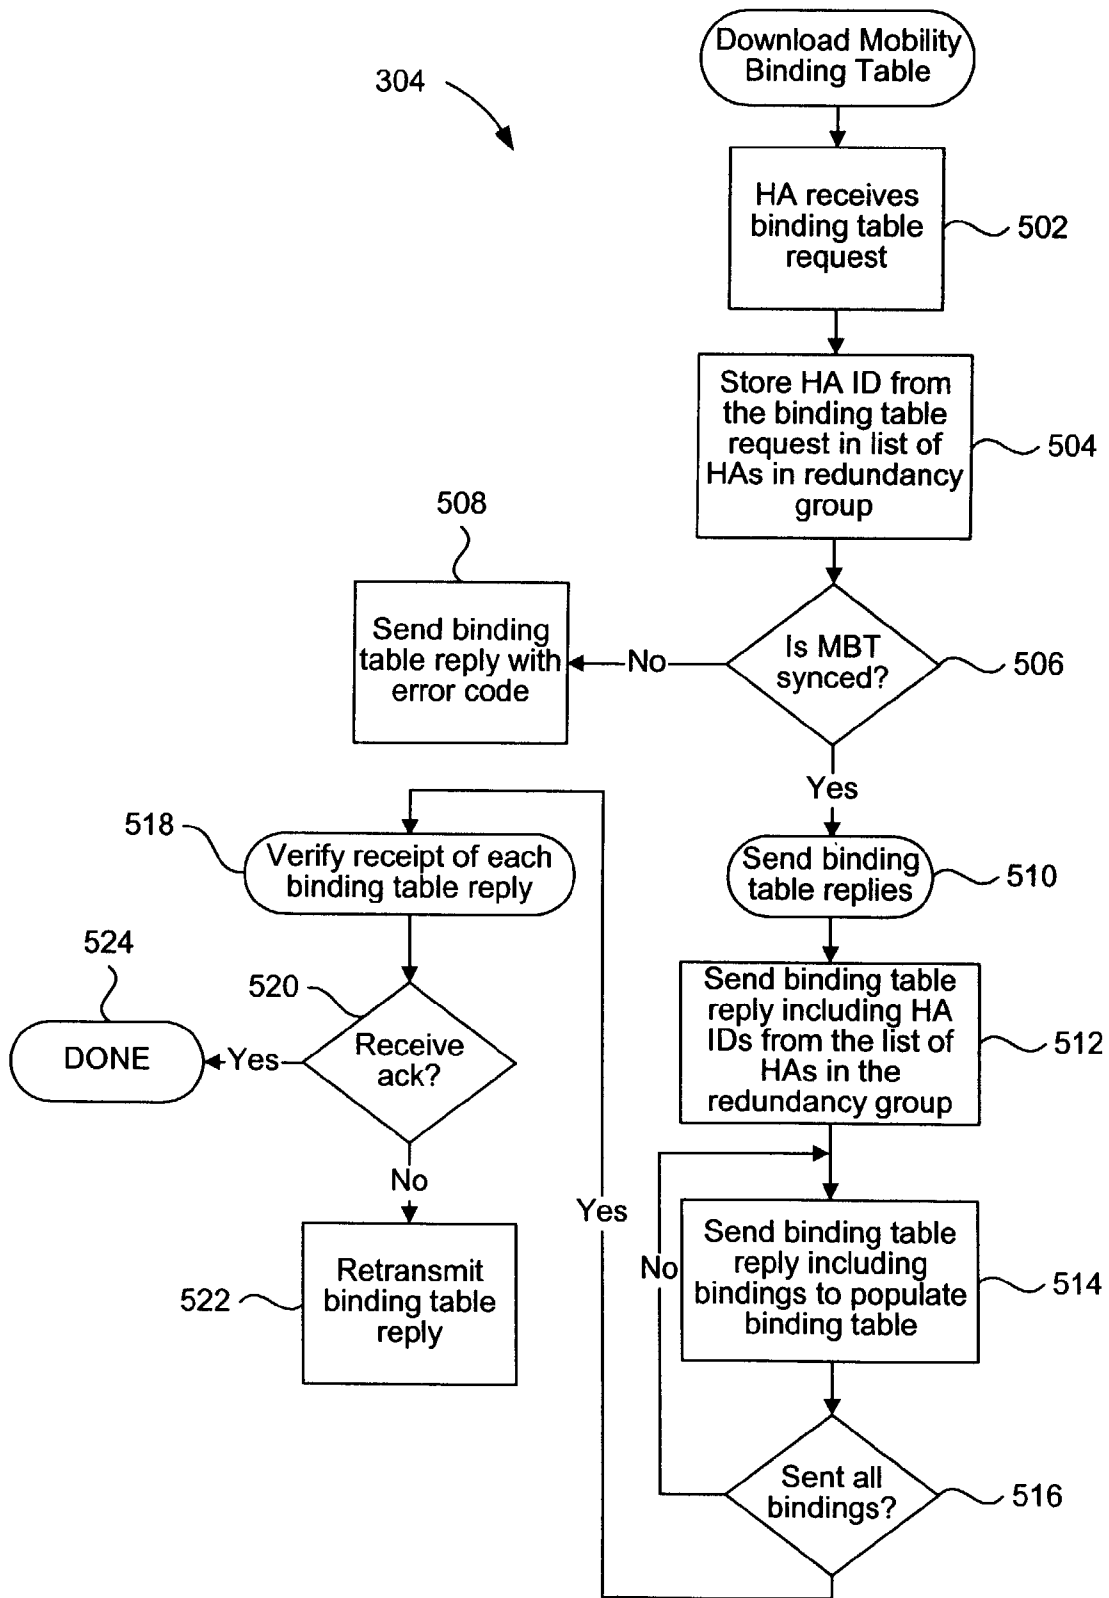 Download Mobility
Binding Table
304
HA receives
binding table
request
502
Store HA ID from
the binding table
request in list of
HAs in redundancy
group
504
508
Send binding
table reply with
error code
No
Is MBT
synced?
506
Yes
518
Verify receipt of each
binding table reply
Send binding
table replies
510
524
DONE
Yes
520
Receive
ack?
Send binding table
reply including HA
IDs from the list of
HAs in the
redundancy group
512
No
Yes
522
Retransmit
binding table
reply
No
Send binding table
reply including
bindings to populate
binding table
514
Sent all
bindings?
516